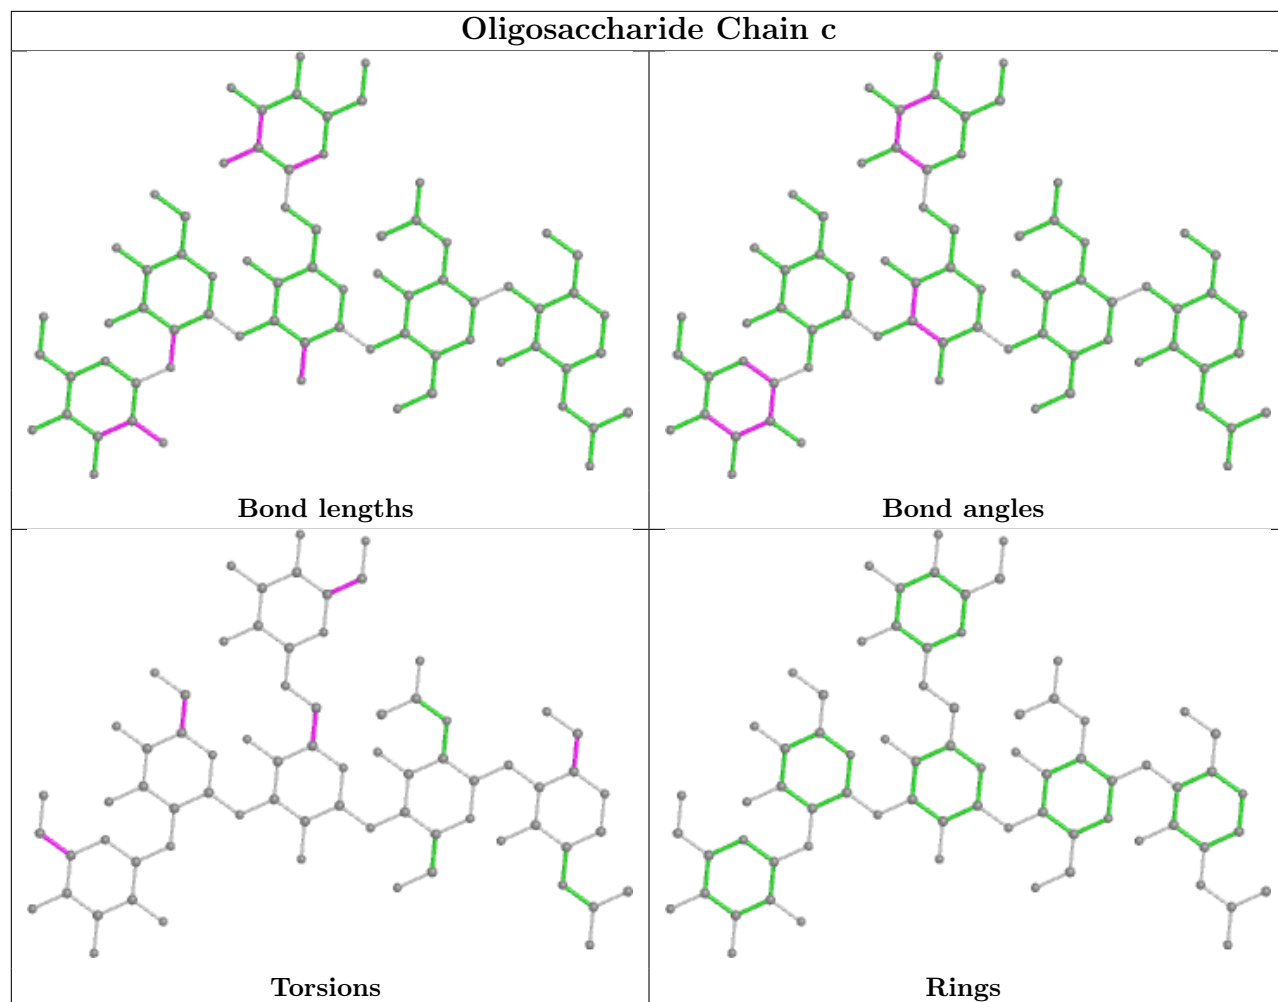 Oligosaccharide Chain c
Bond lengths
Bond angles
Torsions
Rings